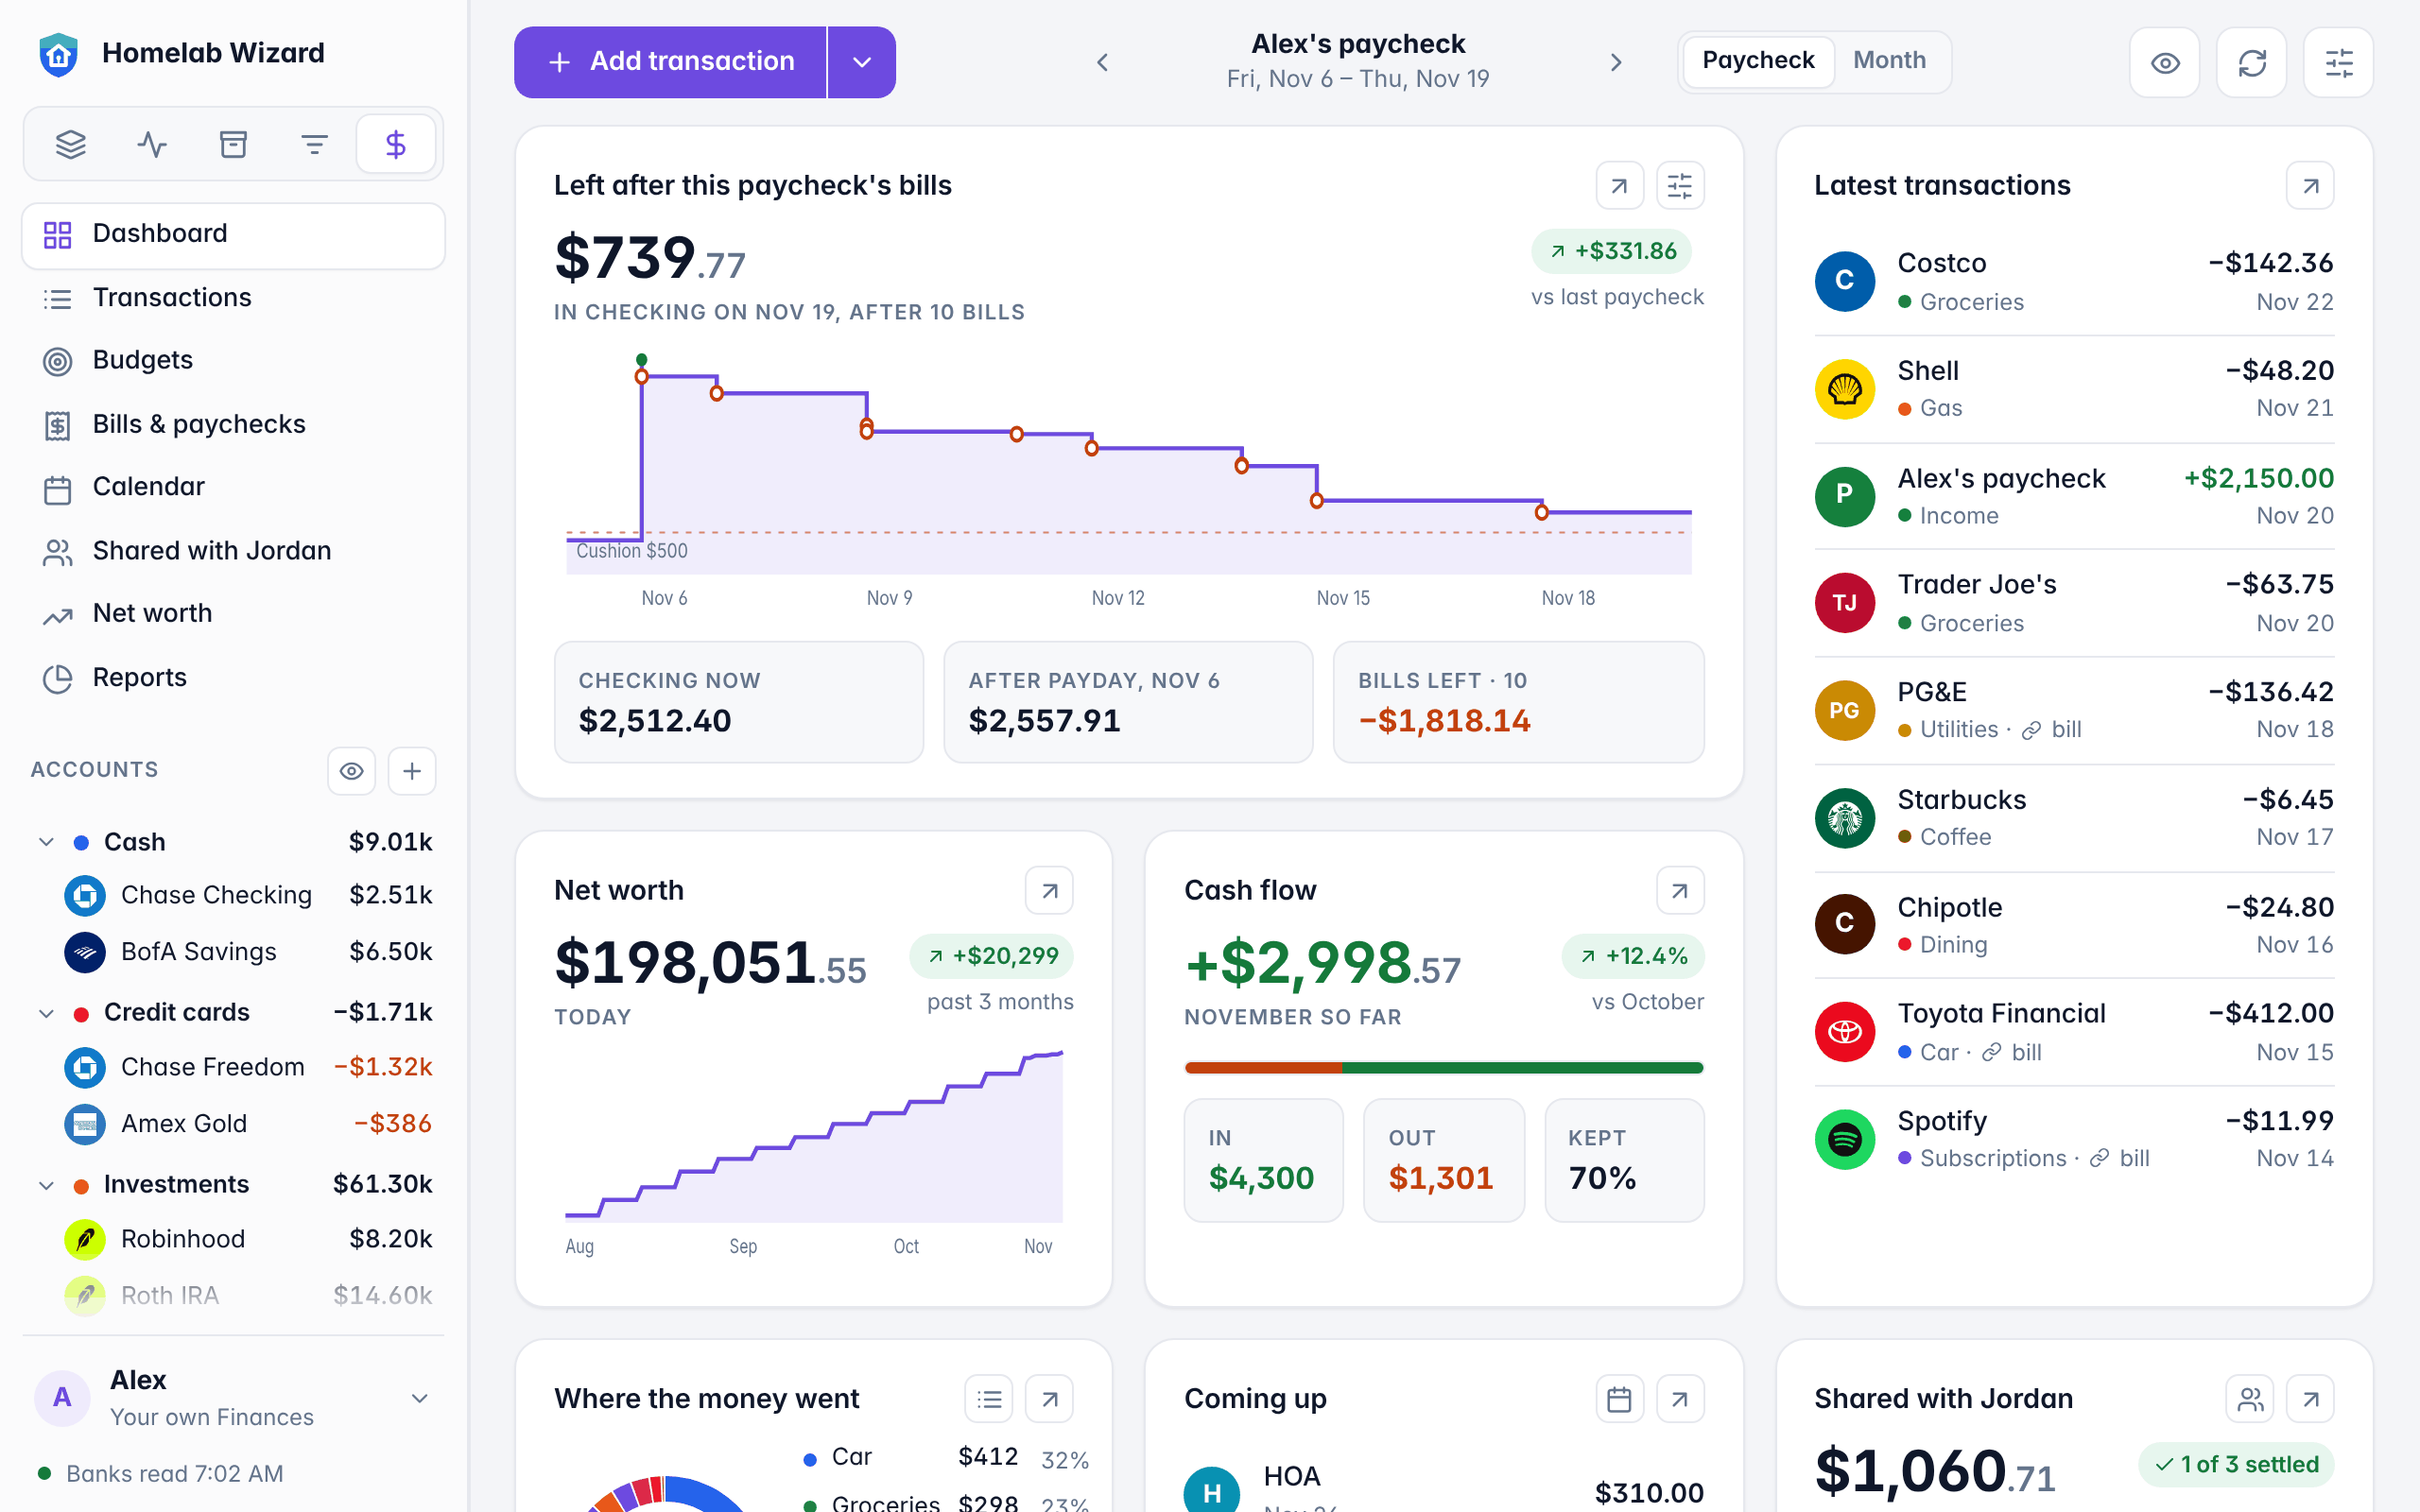 Homelab Wizard
Dashboard
Transactions
Budgets
Bills & paychecks
Calendar
Shared with Jordan
Net worth
Reports
ACCOUNTS
Cash $9.01k
Chase Checking $2.51k
BofA Savings $6.50k
Credit cards −$1.71k
Chase Freedom −$1.32k
Amex Gold −$386
Investments $61.30k
Robinhood $8.20k
Roth IRA $14.60k
A
Alex
Your own Finances
Banks read 7:02 AM
Add transaction
Alex's paycheck
Fri, Nov 6 – Thu, Nov 19
Paycheck Month
Left after this paycheck's bills
$739.77
+$331.86
vs last paycheck
IN CHECKING ON NOV 19, AFTER 10 BILLS
Cushion $500
Nov 6 Nov 9 Nov 12 Nov 15 Nov 18
CHECKING NOW
$2,512.40
AFTER PAYDAY, NOV 6
$2,557.91
BILLS LEFT · 10
−$1,818.14
Latest transactions
C
Costco −$142.36
Groceries Nov 22
Shell −$48.20
Gas Nov 21
P
Alex's paycheck +$2,150.00
Income Nov 20
TJ
Trader Joe's −$63.75
Groceries Nov 20
PG
PG&E −$136.42
Utilities · bill Nov 18
Starbucks −$6.45
Coffee Nov 17
C
Chipotle −$24.80
Dining Nov 16
Toyota Financial −$412.00
Car · bill Nov 15
Spotify −$11.99
Subscriptions · bill Nov 14
Net worth
$198,051.55
+$20,299
past 3 months
TODAY
Aug Sep Oct Nov
Cash flow
+$2,998.57
+12.4%
vs October
NOVEMBER SO FAR
IN
$4,300
OUT
$1,301
KEPT
70%
Where the money went
Car $412 32%
Groceries $298 23%
Coming up
H
HOA
$310.00
Shared with Jordan
$1,060.71
1 of 3 settled